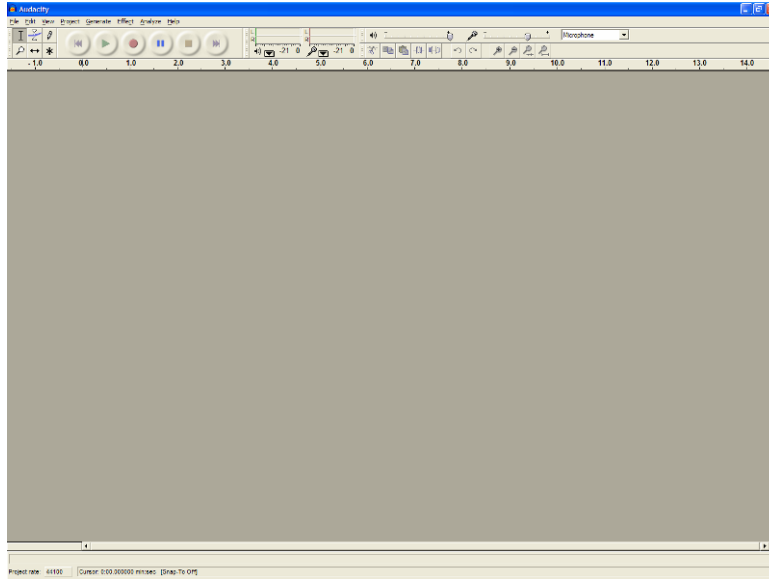 Audacity
File Edit View Project Generate Effect Analyze Help
L L
R R
-21 0 -21 0
Microphone
- 1.0 0.0 1.0 2.0 3.0 4.0 5.0 6.0 7.0 8.0 9.0 10.0 11.0 12.0 13.0 14.0
Project rate: 44100 Cursor: 0:00.000000 min:sec [Snap-To Off]